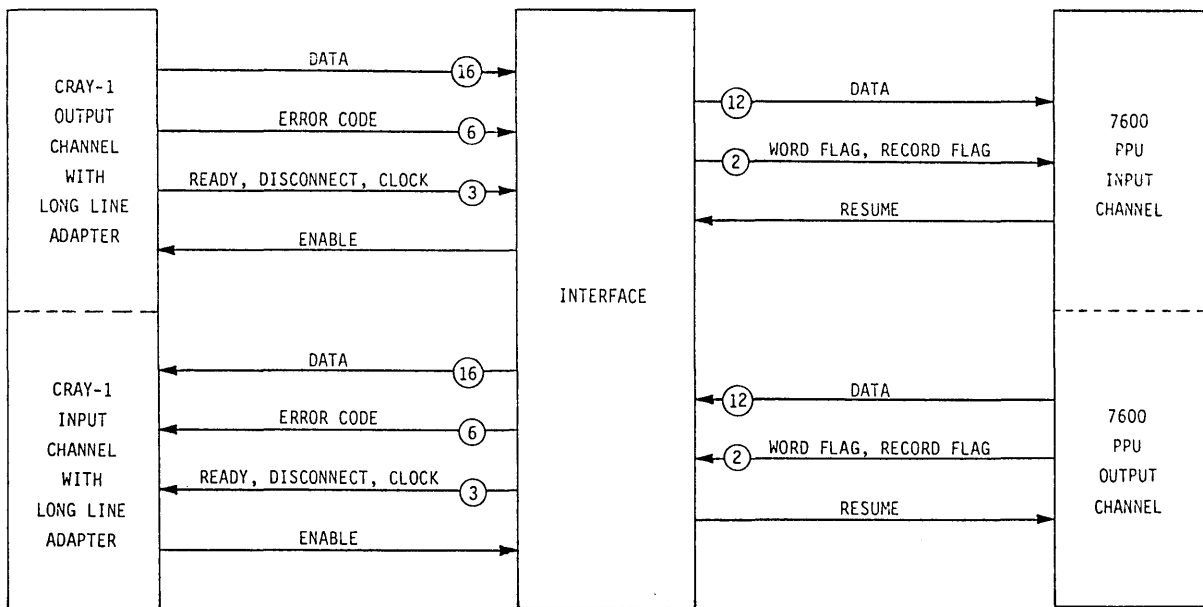 CRAY-1
OUTPUT
CHANNEL
WITH
LONG LINE
ADAPTER
DATA
16
ERROR CODE
6
READY, DISCONNECT, CLOCK
3
ENABLE
CRAY-1
INPUT
CHANNEL
WITH
LONG LINE
ADAPTER
DATA
16
ERROR CODE
6
READY, DISCONNECT, CLOCK
3
ENABLE
INTERFACE
DATA
12
WORD FLAG, RECORD FLAG
2
RESUME
DATA
12
WORD FLAG, RECORD FLAG
2
RESUME
7600
PPU
INPUT
CHANNEL
7600
PPU
OUTPUT
CHANNEL